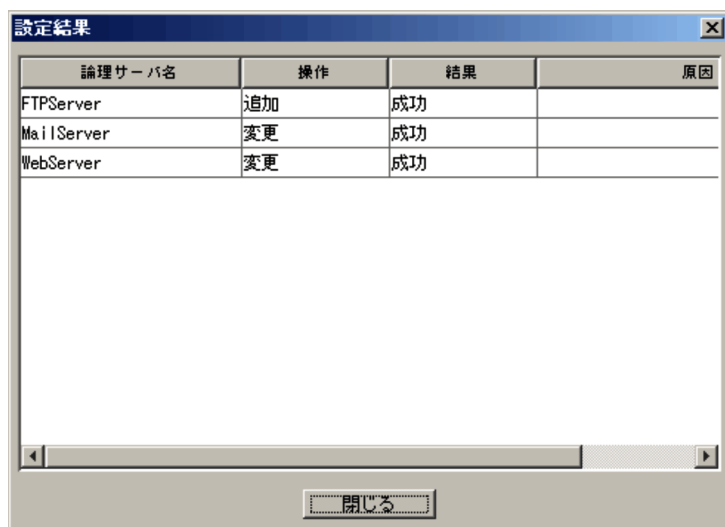 設定結果
論理サーバ名 操作 結果 原因
FTPServer 追加 成功
MailServer 変更 成功
WebServer 変更 成功
閉じる